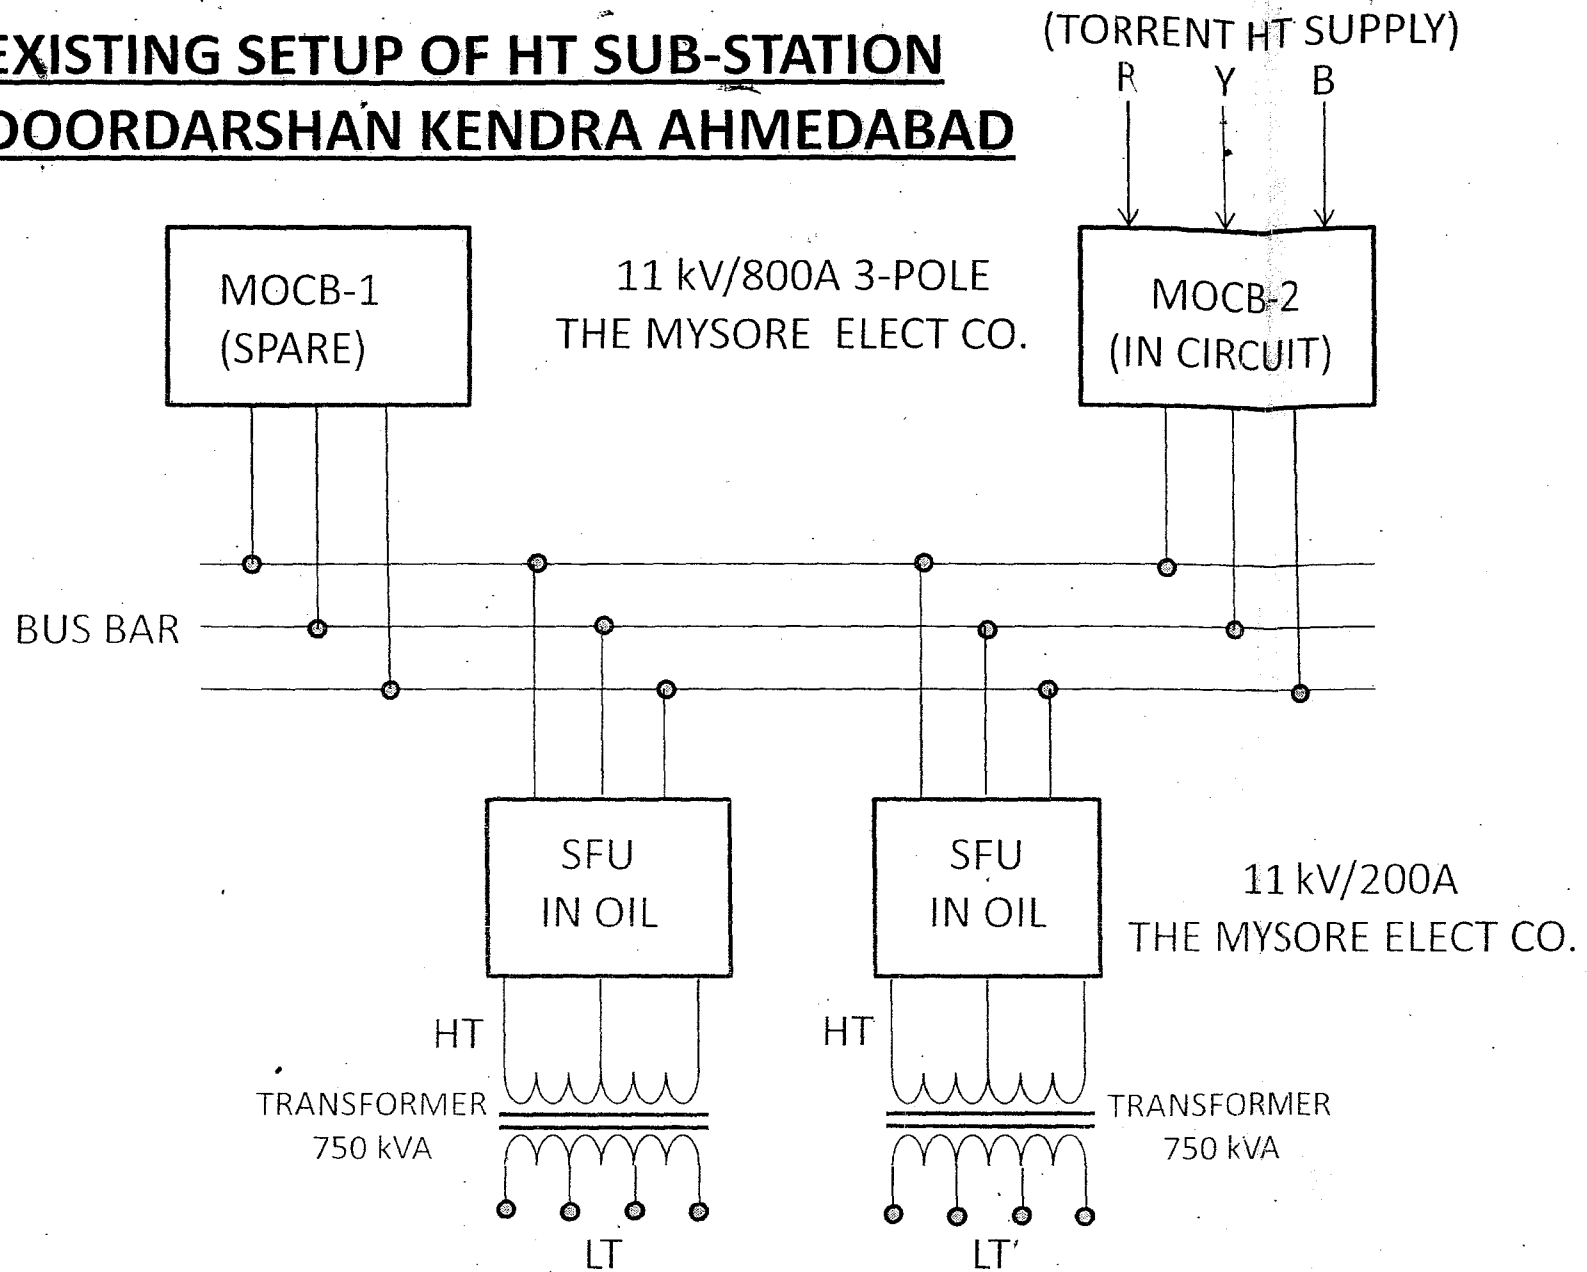 EXISTING SETUP OF HT SUB-STATION
DOORDARSHAN KENDRA AHMEDABAD
(TORRENT HT SUPPLY)
R Y B
MOCB-1
(SPARE)
11 kV/800A 3-POLE
THE MYSORE ELECT CO.
MOCB-2
(IN CIRCUIT)
BUS BAR
SFU
IN OIL
SFU
IN OIL
11 kV/200A
THE MYSORE ELECT CO.
HT
HT
TRANSFORMER
750 kVA
TRANSFORMER
750 kVA
LT
LT